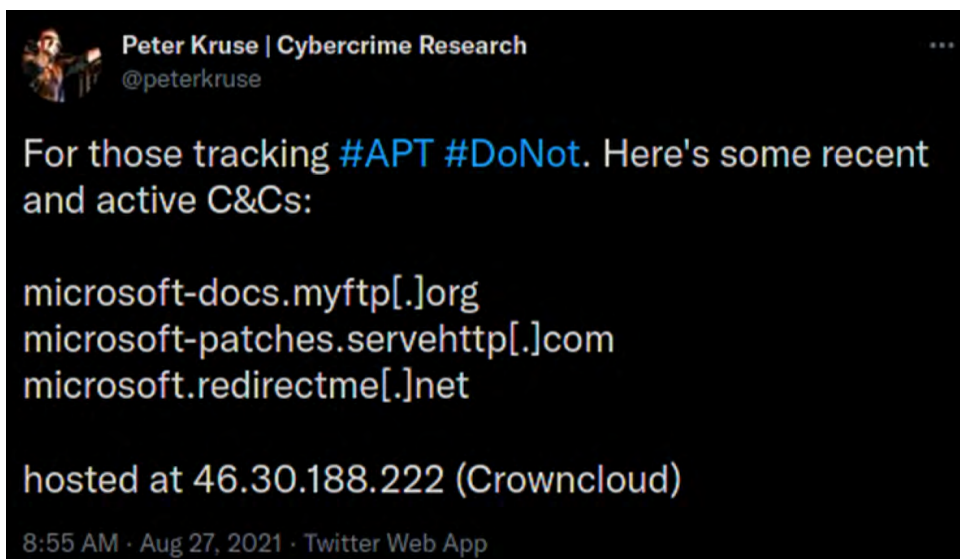 Peter Kruse | Cybercrime Research
@peterkruse
For those tracking #APT #DoNot. Here's some recent
and active C&Cs:
microsoft-docs.myftp[.]org
microsoft-patches.servehttp[.]com
microsoft.redirectme[.]net
hosted at 46.30.188.222 (Crowncloud)
8:55 AM · Aug 27, 2021 · Twitter Web App